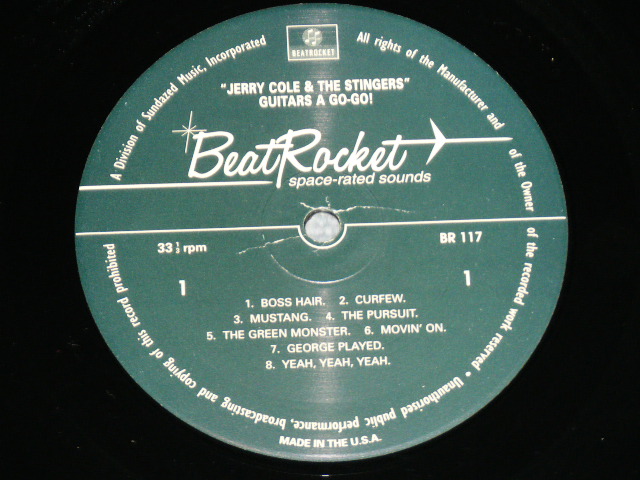 BEATROCKET
A Division of Sundazed Music, Incorporated
All rights of the Manufacturer and of the Owner of the recorded work reserved • Unauthorised public performance, broadcasting and copying of this record prohibited
"JERRY COLE & THE STINGERS"
GUITARS A GO-GO!
BeatRocket
space-rated sounds
33 1/3 rpm
BR 117
1
1
1. BOSS HAIR. 2. CURFEW.
3. MUSTANG. 4. THE PURSUIT.
5. THE GREEN MONSTER. 6. MOVIN' ON.
7. GEORGE PLAYED.
8. YEAH, YEAH, YEAH.
MADE IN THE U.S.A.